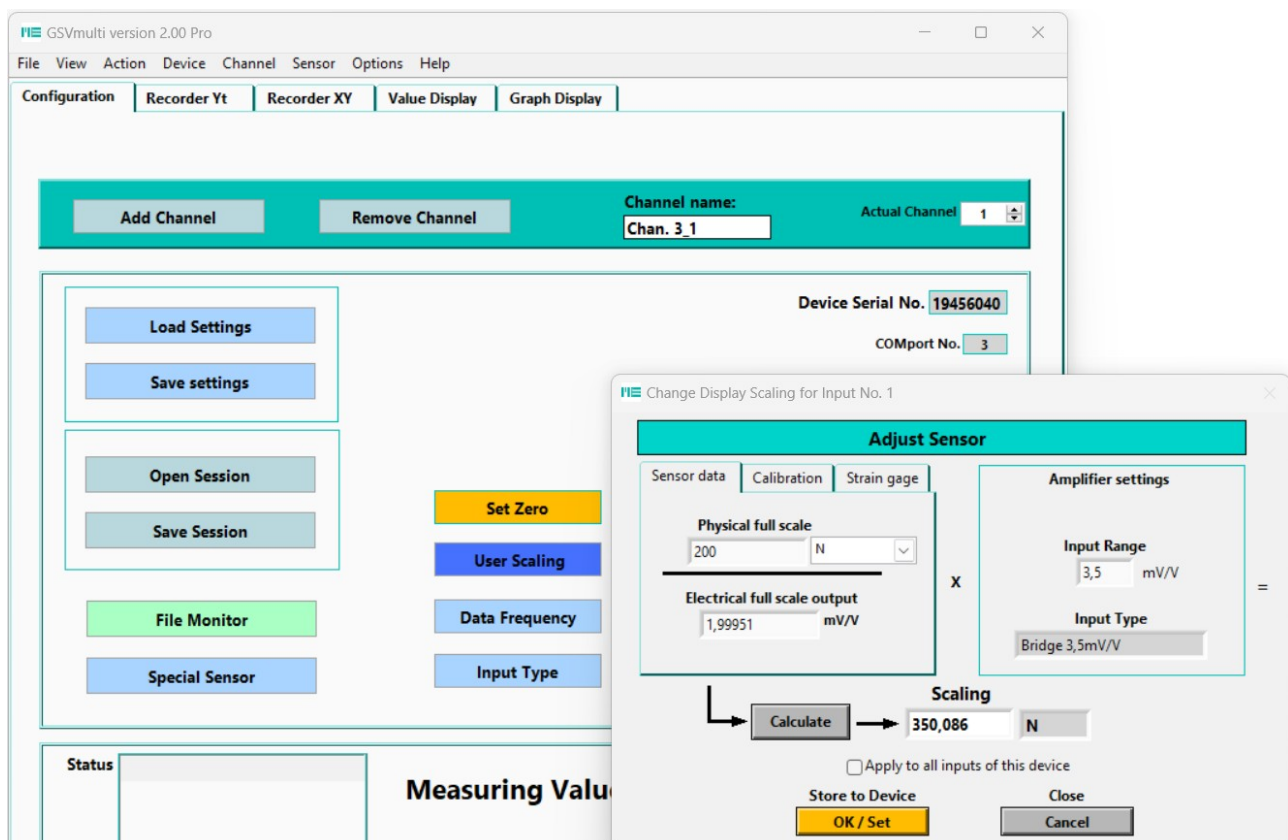 GSVmulti version 2.00 Pro
File View Action Device Channel Sensor Options Help
Configuration Recorder Yt Recorder XY Value Display Graph Display
Add Channel
Remove Channel
Channel name:
Chan. 3_1
Actual Channel 1
Load Settings
Save settings
Device Serial No. 19456040
COMport No. 3
Open Session
Save Session
File Monitor
Special Sensor
Set Zero
User Scaling
Data Frequency
Input Type
Status
Measuring Valu
ME Change Display Scaling for Input No. 1
Adjust Sensor
Sensor data Calibration Strain gage
Physical full scale
200 N
Electrical full scale output
1,99951 mV/V
x
Amplifier settings
Input Range
3,5 mV/V
Input Type
Bridge 3,5mV/V
=
Scaling
Calculate 350,086 N
Apply to all inputs of this device
Store to Device
OK / Set
Close
Cancel